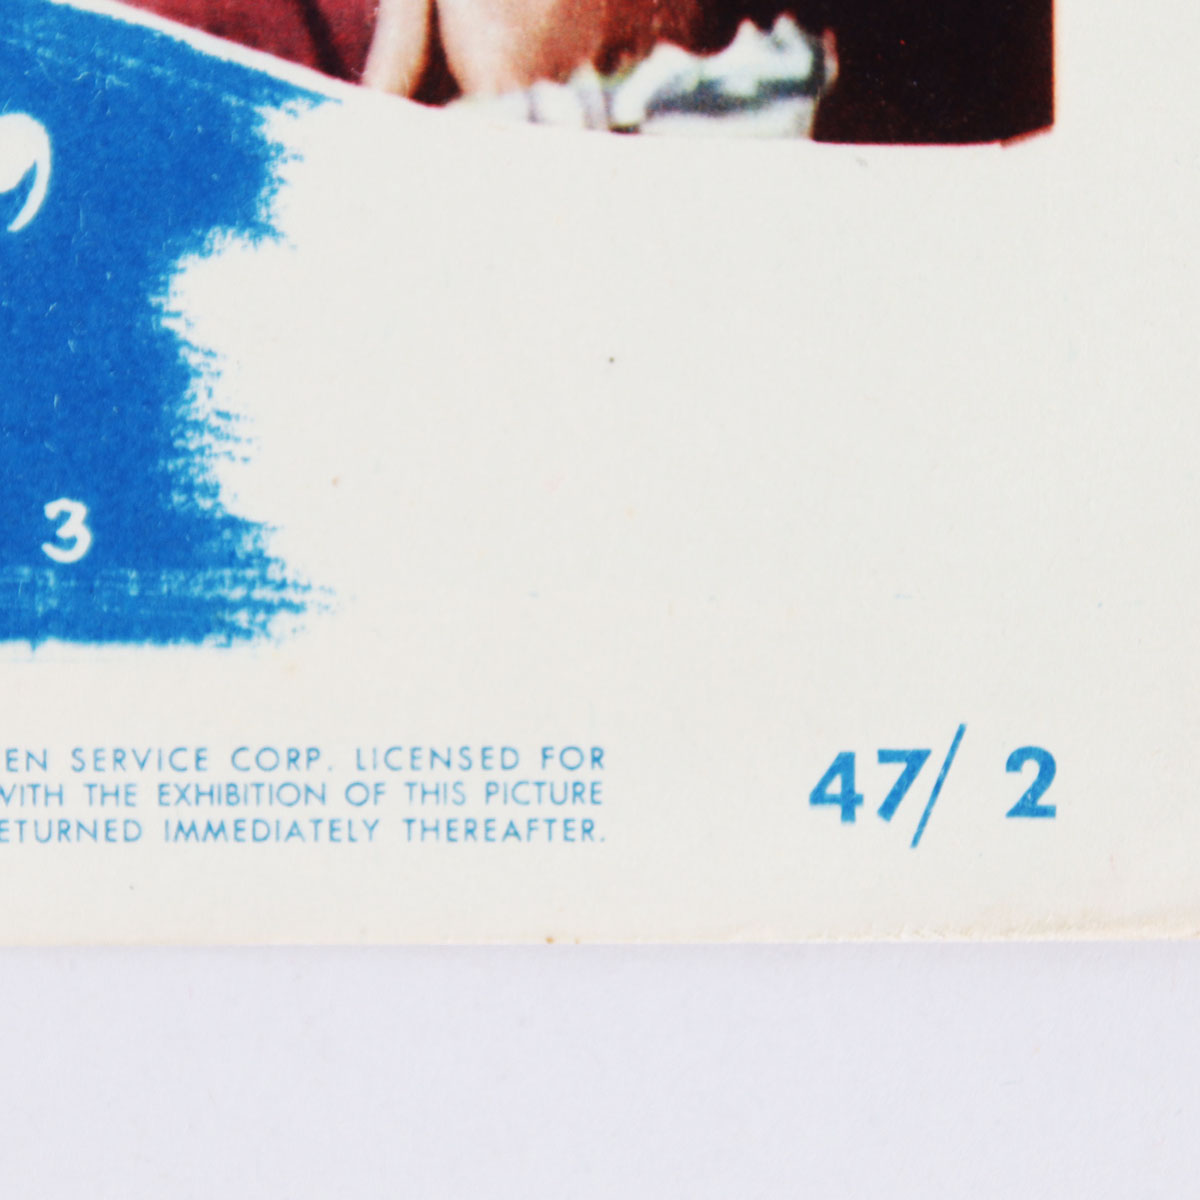 3
EN SERVICE CORP. LICENSED FOR
WITH THE EXHIBITION OF THIS PICTURE
ETURNED IMMEDIATELY THEREAFTER.
47/ 2